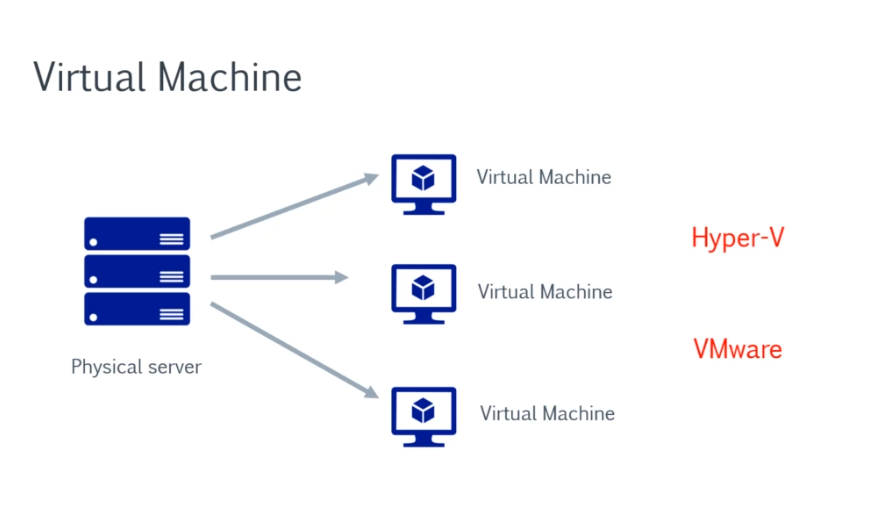 Virtual Machine
Virtual Machine
Hyper-V
Virtual Machine
VMware
Physical server
Virtual Machine